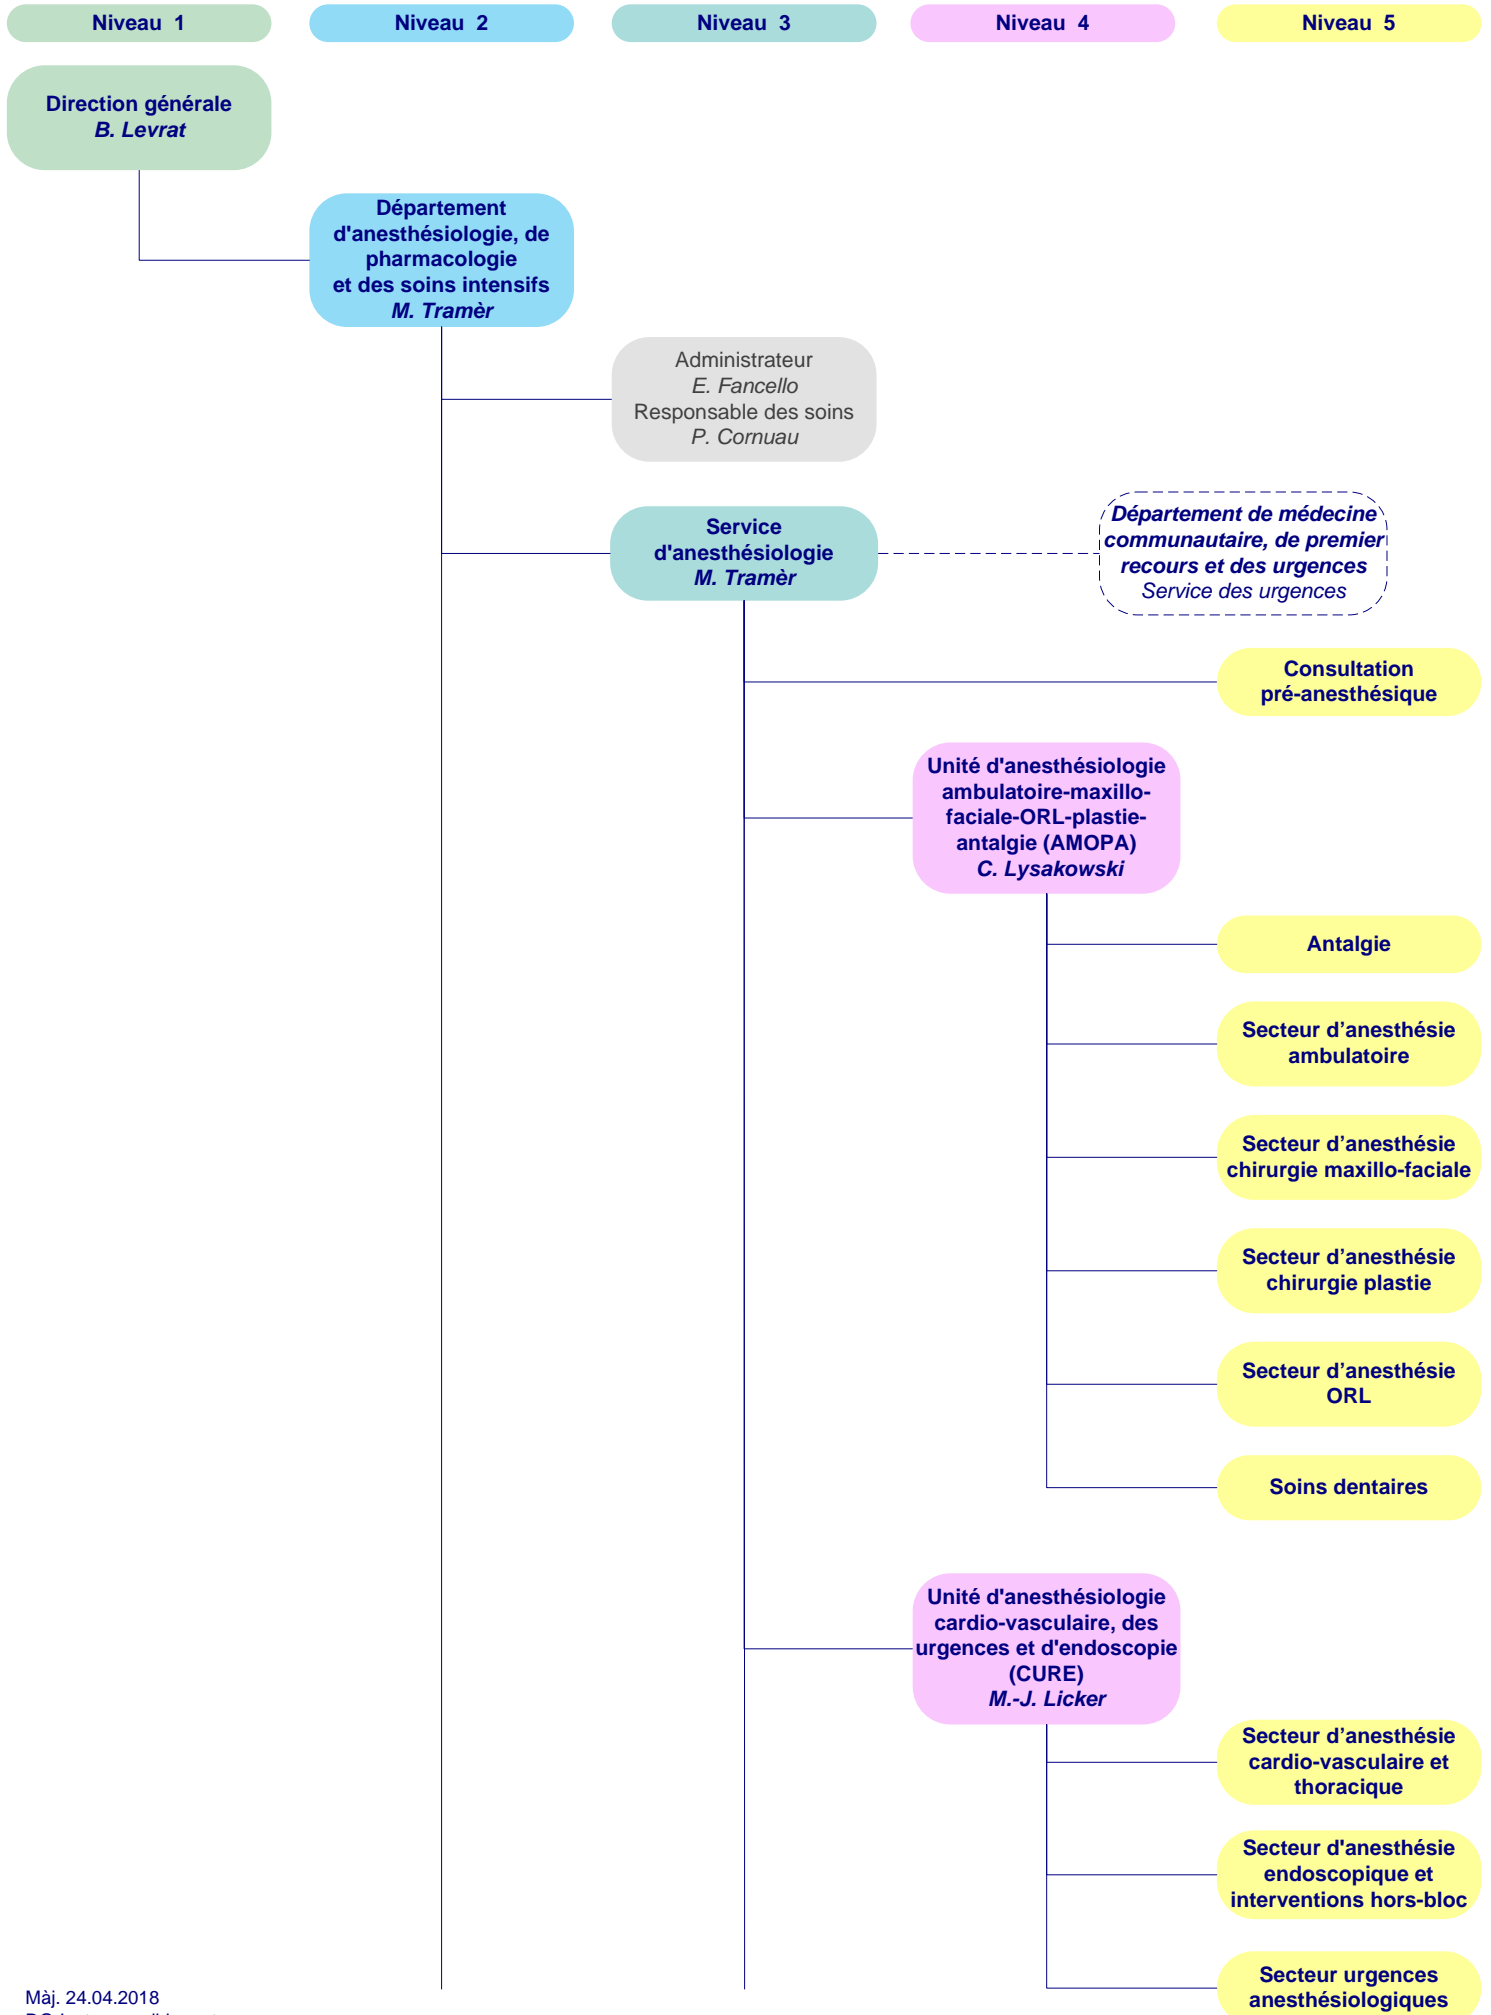 Niveau 1
Niveau 2
Niveau 3
Niveau 4
Niveau 5
Direction générale
B. Levrat
Département
d'anesthésiologie, de
pharmacologie
et des soins intensifs
M. Tramèr
Administrateur
E. Fancello
Responsable des soins
P. Cornuau
Service
d'anesthésiologie
M. Tramèr
Département de médecine
communautaire, de premier
recours et des urgences
Service des urgences
Consultation
pré-anesthésique
Unité d'anesthésiologie
ambulatoire-maxillo-
faciale-ORL-plastie-
antalgie (AMOPA)
C. Lysakowski
Antalgie
Secteur d’anesthésie
ambulatoire
Secteur d’anesthésie
chirurgie maxillo-faciale
Secteur d’anesthésie
chirurgie plastie
Secteur d’anesthésie
ORL
Soins dentaires
Unité d'anesthésiologie
cardio-vasculaire, des
urgences et d'endoscopie
(CURE)
M.-J. Licker
Secteur d’anesthésie
cardio-vasculaire et
thoracique
Secteur d'anesthésie
endoscopique et
interventions hors-bloc
Secteur urgences
anesthésiologiques
Màj. 24.04.2018